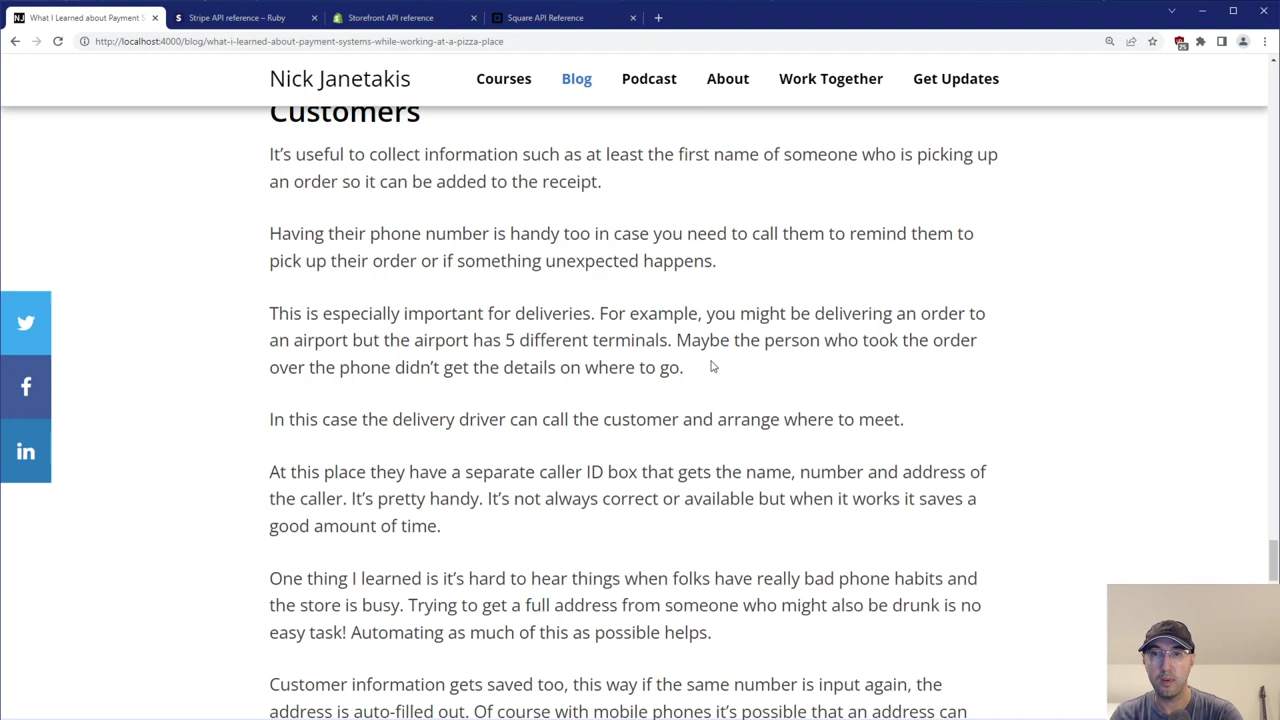 What I Learned about Payment S
Stripe API reference – Ruby
Storefront API reference
Square API Reference
http://localhost:4000/blog/what-i-learned-about-payment-systems-while-working-at-a-pizza-place
25
Nick Janetakis
Courses
Blog
Podcast
About
Work Together
Get Updates
Customers
It's useful to collect information such as at least the first name of someone who is picking up
an order so it can be added to the receipt.
Having their phone number is handy too in case you need to call them to remind them to
pick up their order or if something unexpected happens.
This is especially important for deliveries. For example, you might be delivering an order to
an airport but the airport has 5 different terminals. Maybe the person who took the order
over the phone didn't get the details on where to go.
In this case the delivery driver can call the customer and arrange where to meet.
At this place they have a separate caller ID box that gets the name, number and address of
the caller. It's pretty handy. It's not always correct or available but when it works it saves a
good amount of time.
One thing I learned is it's hard to hear things when folks have really bad phone habits and
the store is busy. Trying to get a full address from someone who might also be drunk is no
easy task! Automating as much of this as possible helps.
Customer information gets saved too, this way if the same number is input again, the
address is auto-filled out. Of course with mobile phones it's possible that an address can